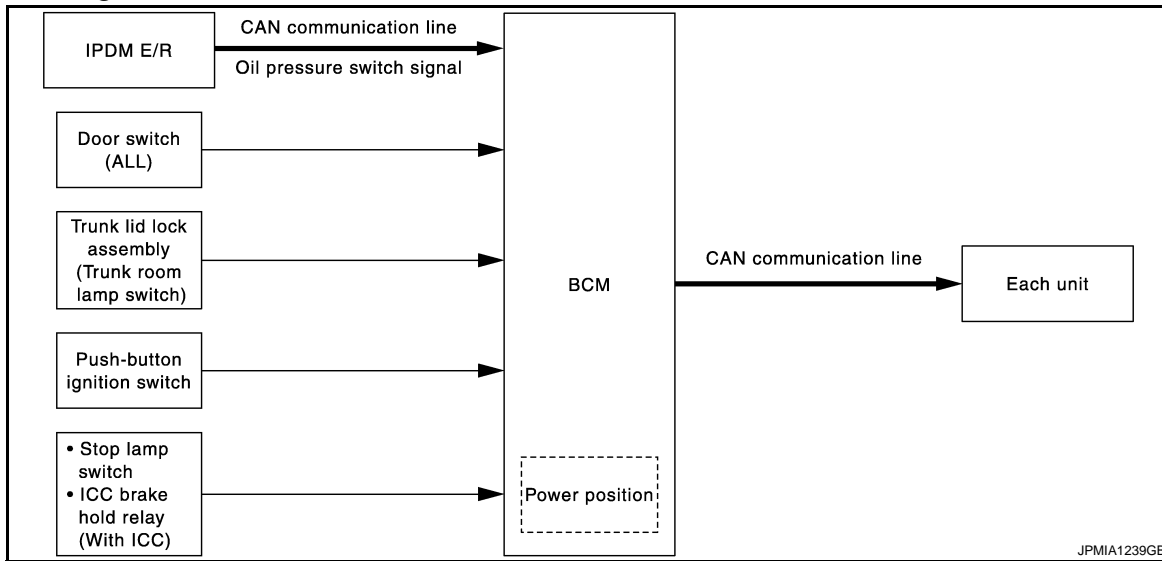 IPDM E/R
CAN communication line
Oil pressure switch signal
Door switch
(ALL)
Trunk lid lock
assembly
(Trunk room
lamp switch)
Push-button
ignition switch
• Stop lamp
switch
• ICC brake
hold relay
(With ICC)
BCM
Power position
CAN communication line
Each unit